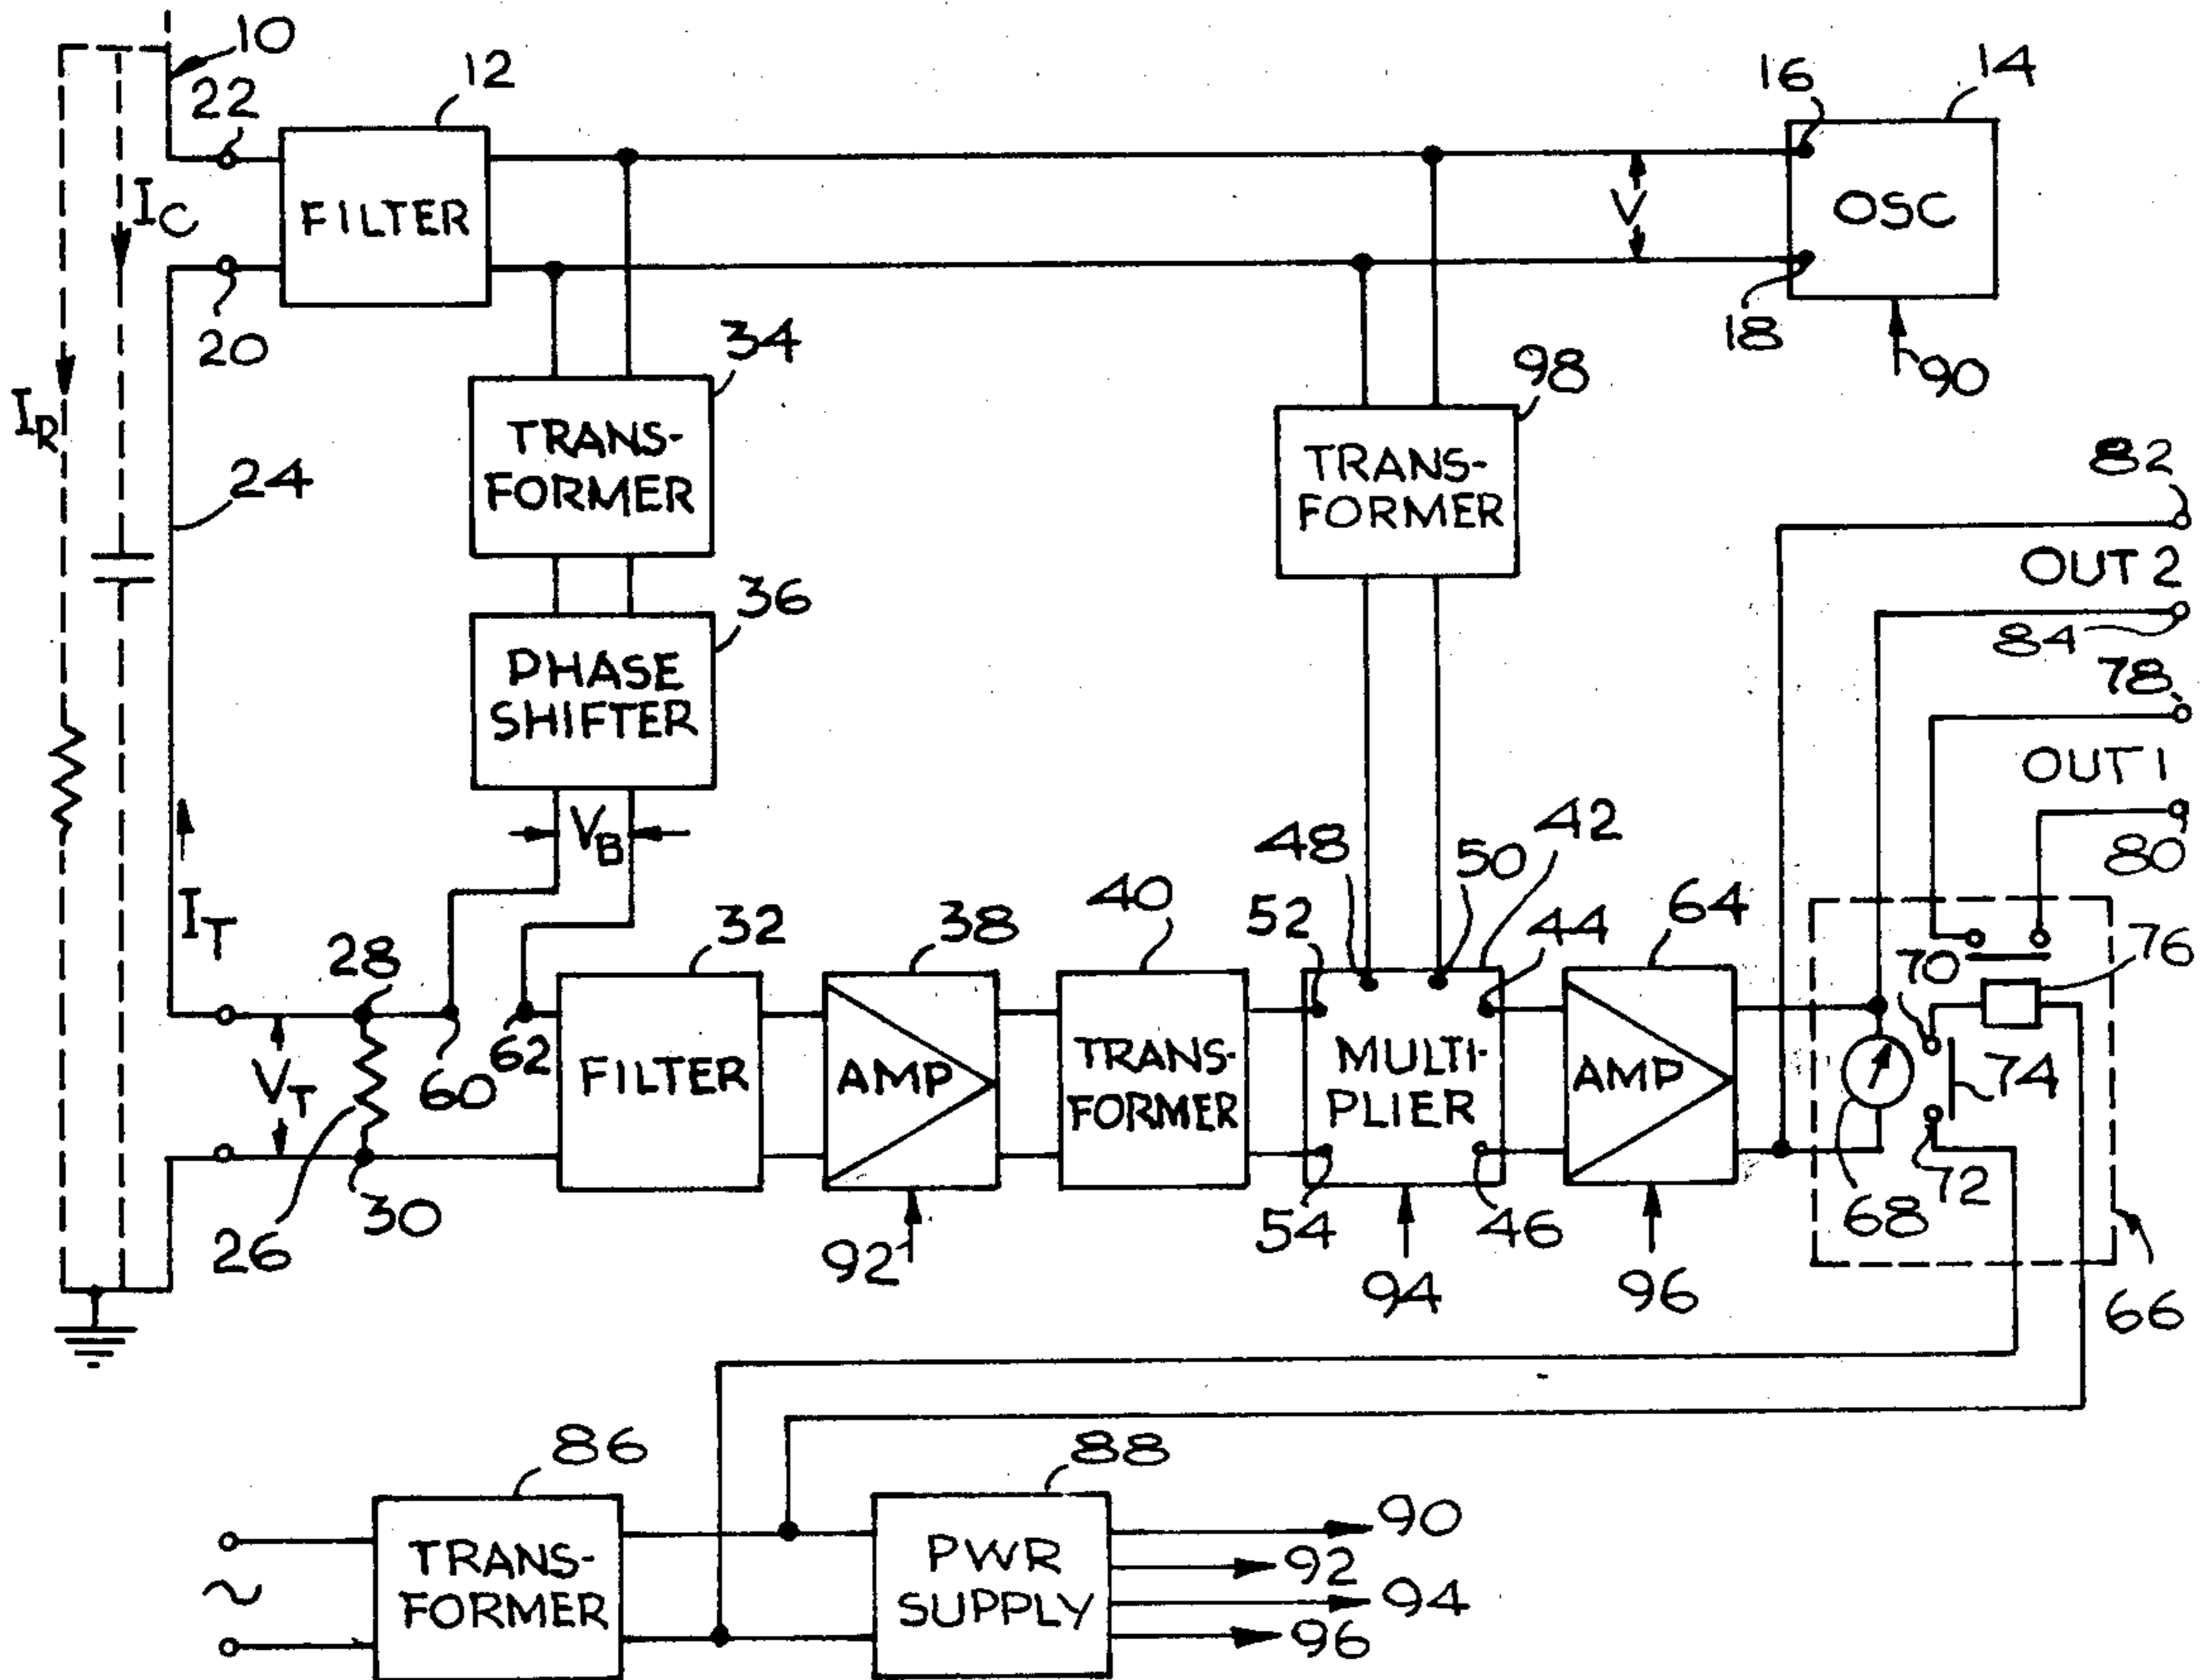 10
12
16
14
22
I_C
FILTER
V
OSC
20
18
90
34
98
I_R
TRANS-
FORMER
TRANS-
FORMER
24
82
OUT 2
84
36
PHASE
SHIFTER
78
OUT 1
80
V_B
48
50
42
I_T
28
32
38
40
52
44
64
70
76
V_T
60
62
FILTER
AMP
TRANS-
FORMER
MULTI-
PLIER
AMP
74
26
30
92
54
94
46
96
68
72
66
86
88
~
TRANS-
FORMER
PWR
SUPPLY
90
92
94
96